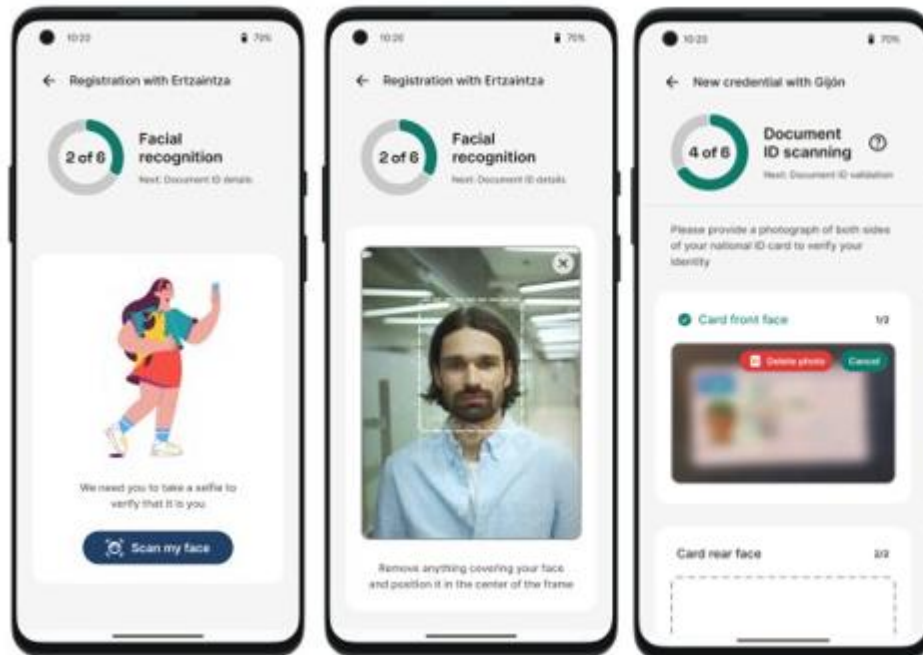 10:20
70%
← Registration with Ertzaintza
2 of 6
Facial
recognition
Next: Document ID details
We need you to take a selfie to
verify that it is you
Scan my face
10:20
70%
← Registration with Ertzaintza
2 of 6
Facial
recognition
Next: Document ID details
Remove anything covering your face
and position it in the center of the frame
10:20
70%
← New credential with Gijón
4 of 6
Document
ID scanning
Next: Document ID validation
Please provide a photograph of both sides
of your national ID card to verify your
identity
Card front face 1/2
Delete photo Cancel
Card rear face 2/2